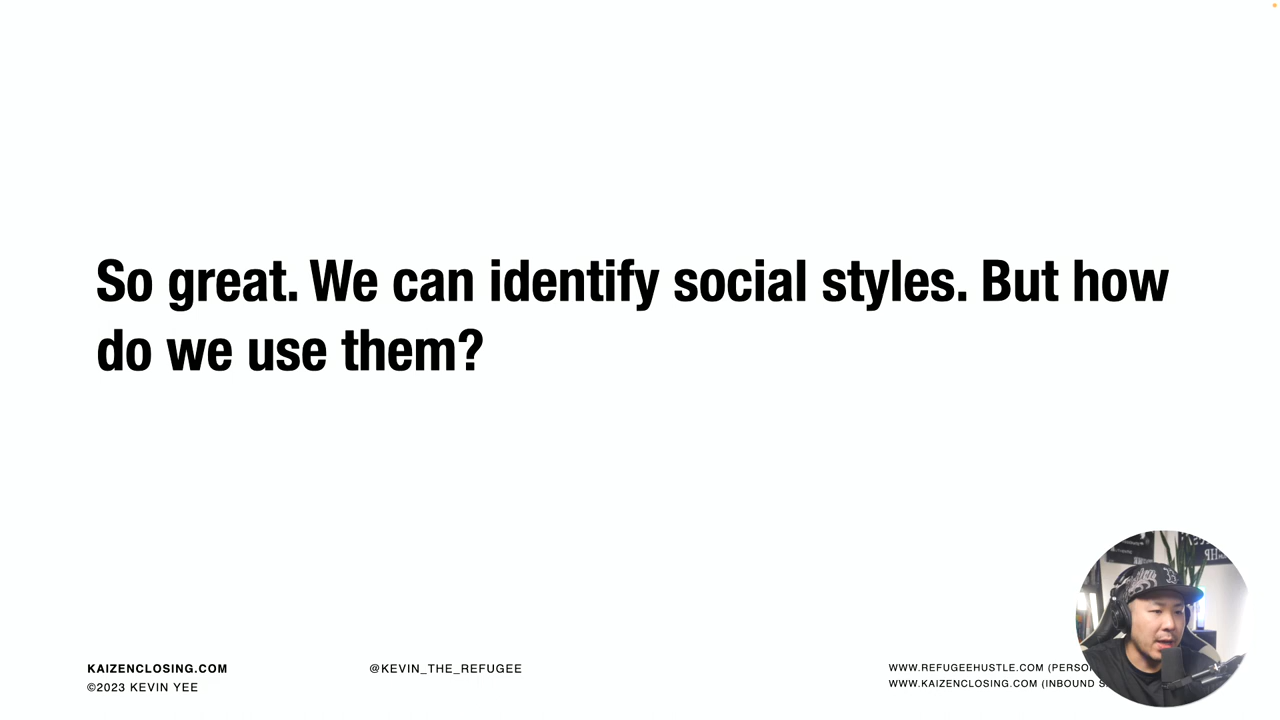 So great. We can identify social styles. But how
do we use them?
KAIZENCLOSING.COM
©2023 KEVIN YEE
@KEVIN_THE_REFUGEE
WWW.REFUGEEHUSTLE.COM
WWW.KAIZENCLOSING.COM (INBOUND